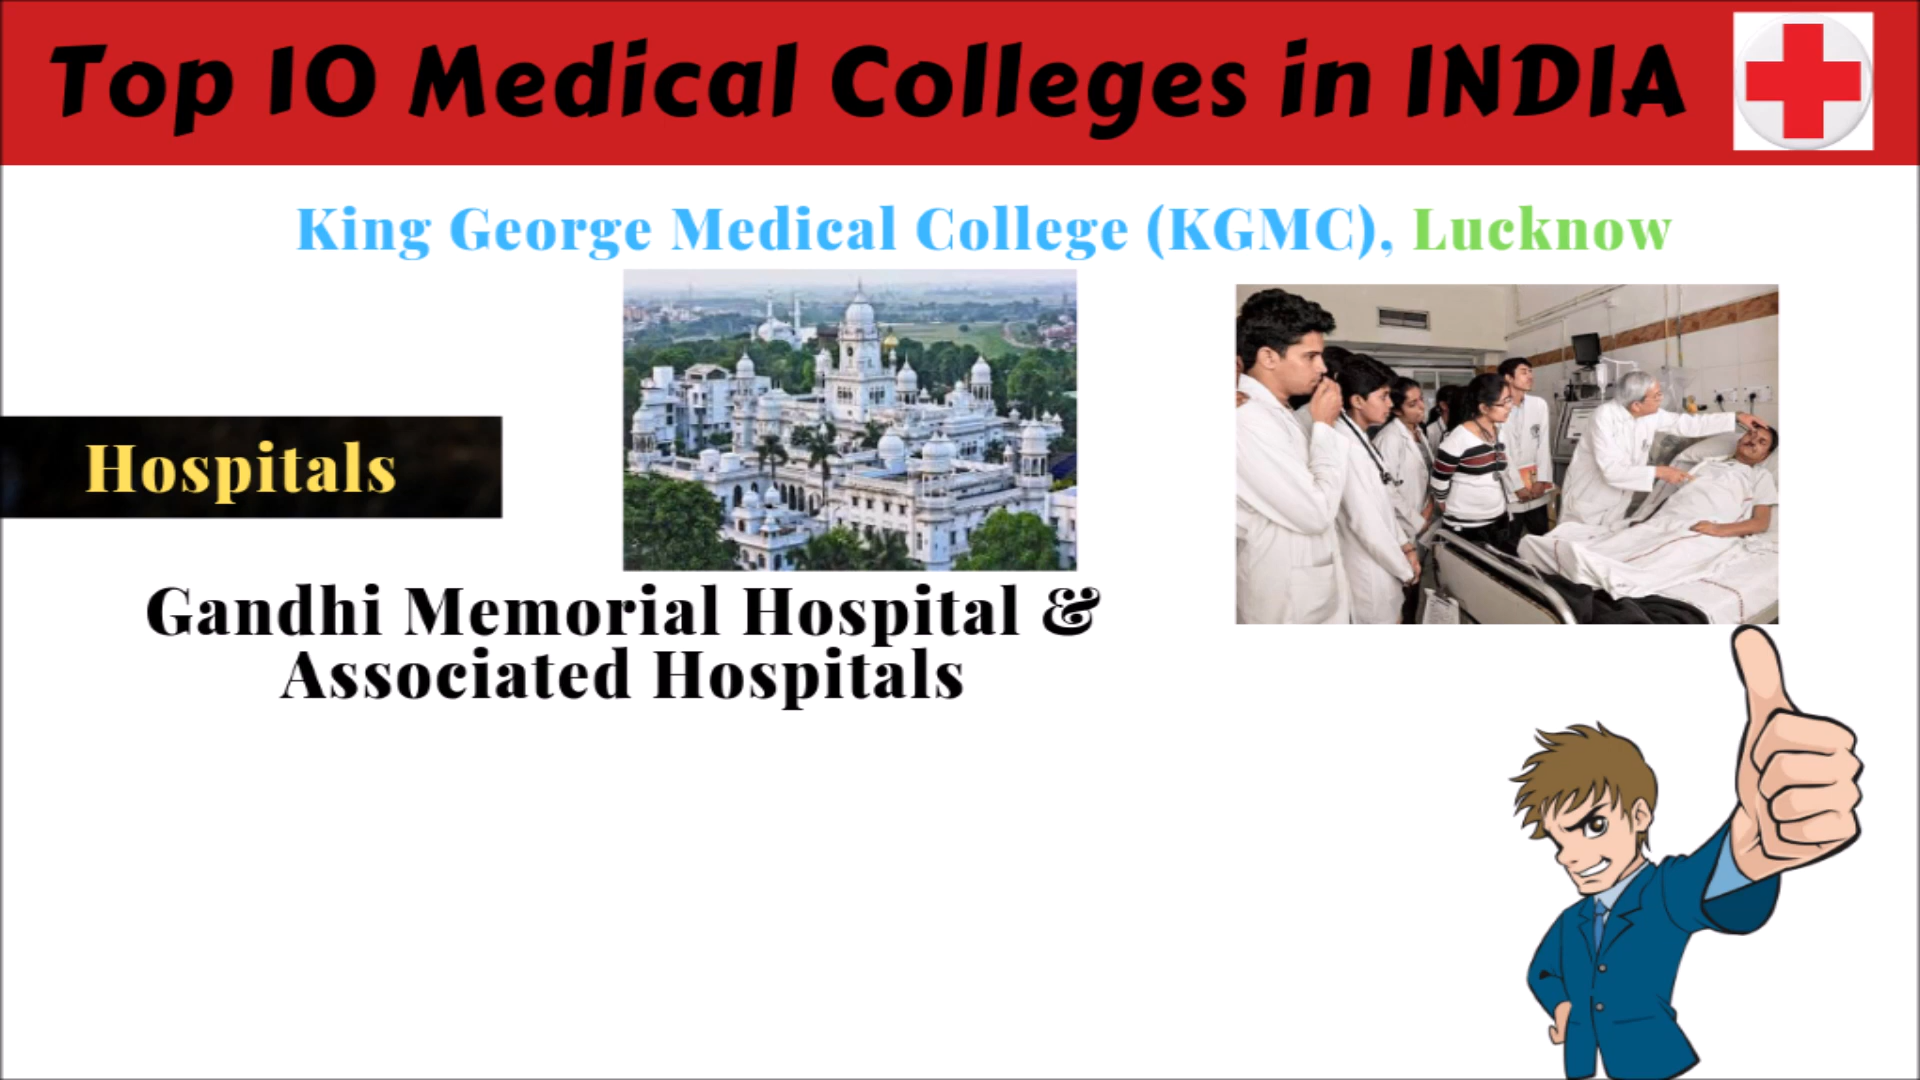 Top 10 Medical Colleges in INDIA
King George Medical College (KGMC), Lucknow
Hospitals
Gandhi Memorial Hospital &
Associated Hospitals